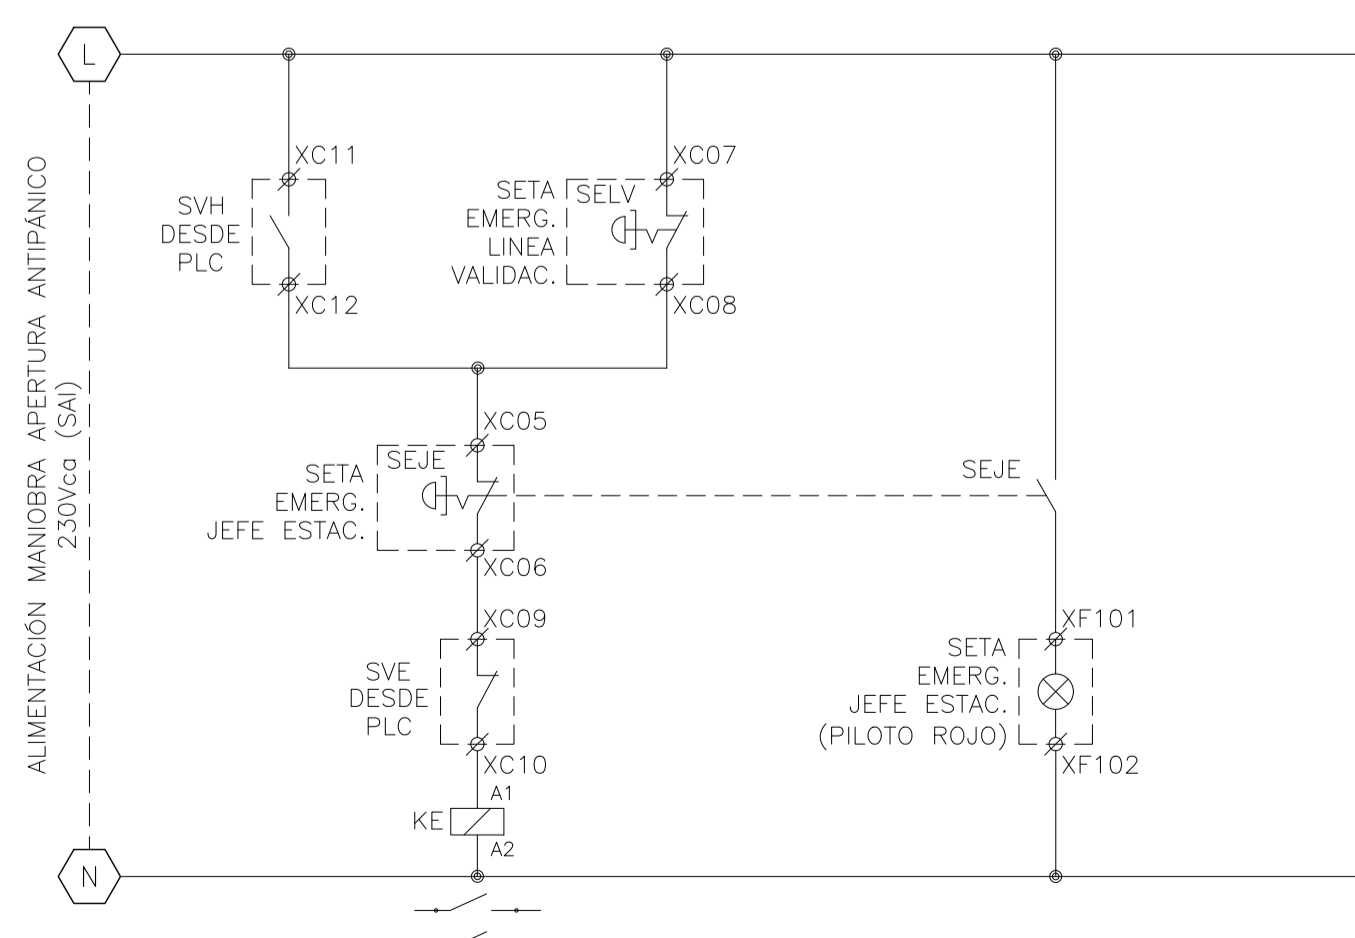 L
ALIMENTACIÓN MANIOBRA APERTURA ANTIPÁNICO
230Vca (SAI)
XC11
SVH
DESDE
PLC
XC12
XC07
SETA
EMERG.
LINEA
VALIDAC.
SELV
XC08
XC05
SEJE
SETA
EMERG.
JEFE ESTAC.
XC06
SEJE
XC09
SVE
DESDE
PLC
XC10
XF101
SETA
EMERG.
JEFE ESTAC.
(PILOTO ROJO)
XF102
A1
KE
A2
N